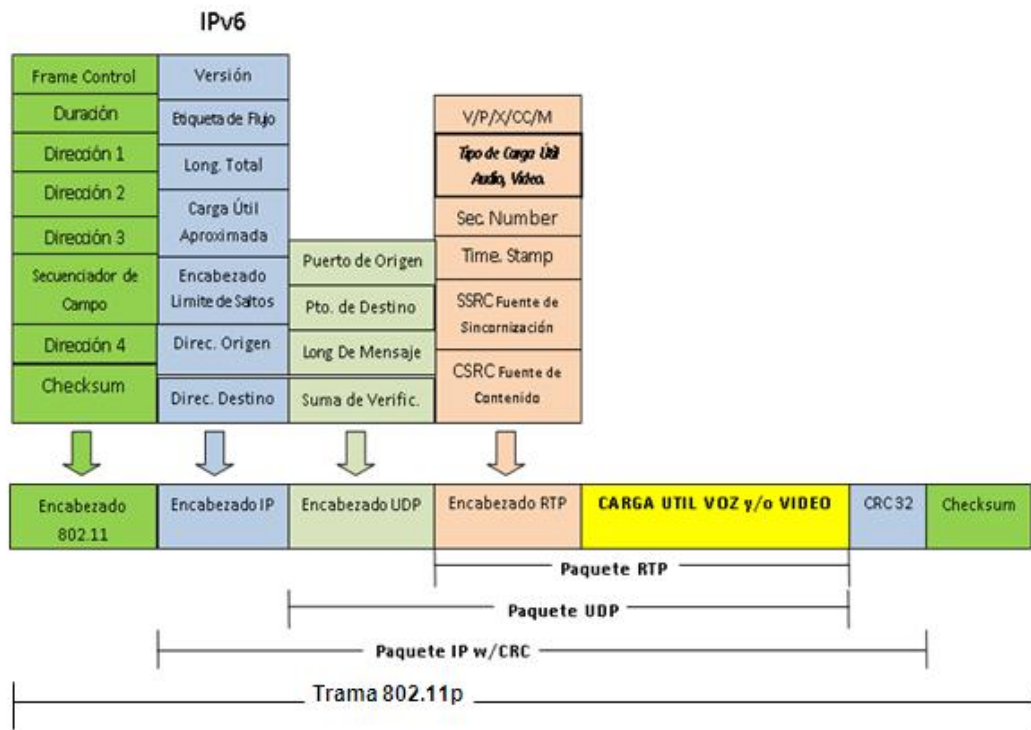 IPv6
Frame Control
Duración
Dirección 1
Dirección 2
Dirección 3
Secuenciador de
Campo
Dirección 4
Checksum
Versión
Etiqueta de Flujo
Long. Total
Carga Útil
Aproximada
Encabezado
Limite de Saltos
Direc. Origen
Direc. Destino
Puerto de Origen
Pto. de Destino
Long De Mensaje
Suma de Verific.
V/P/X/CC/M
Tipo de Carga Útil
Audio, Video.
Sec. Number
Time. Stamp
SSRC Fuente de
Sincornización
CSRC Fuente de
Contenido
Encabezado
802.11
Encabezado IP
Encabezado UDP
Encabezado RTP
CARGA UTIL VOZ y/o VIDEO
CRC 32
Checksum
Paquete RTP
Paquete UDP
Paquete IP w/CRC
Trama 802.11p